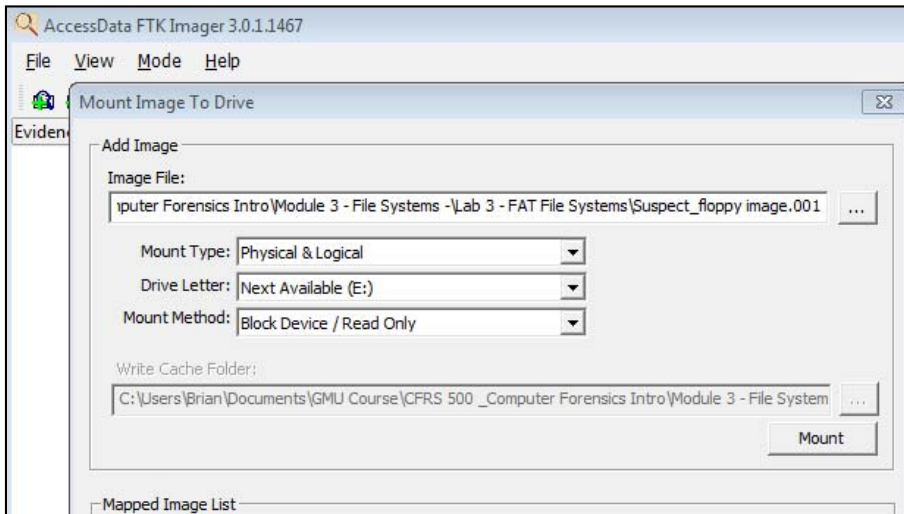 AccessData FTK Imager 3.0.1.1467
File View Mode Help
Mount Image To Drive
Eviden
Add Image
Image File:
Computer Forensics Intro\Module 3 - File Systems -\Lab 3 - FAT File Systems\Suspect_floppy image.001 ...
Mount Type: Physical & Logical
Drive Letter: Next Available (E:)
Mount Method: Block Device / Read Only
Write Cache Folder:
C:\Users\Brian\Documents\GMU Course\CFRS 500 _Computer Forensics Intro\Module 3 - File System ...
Mount
Mapped Image List